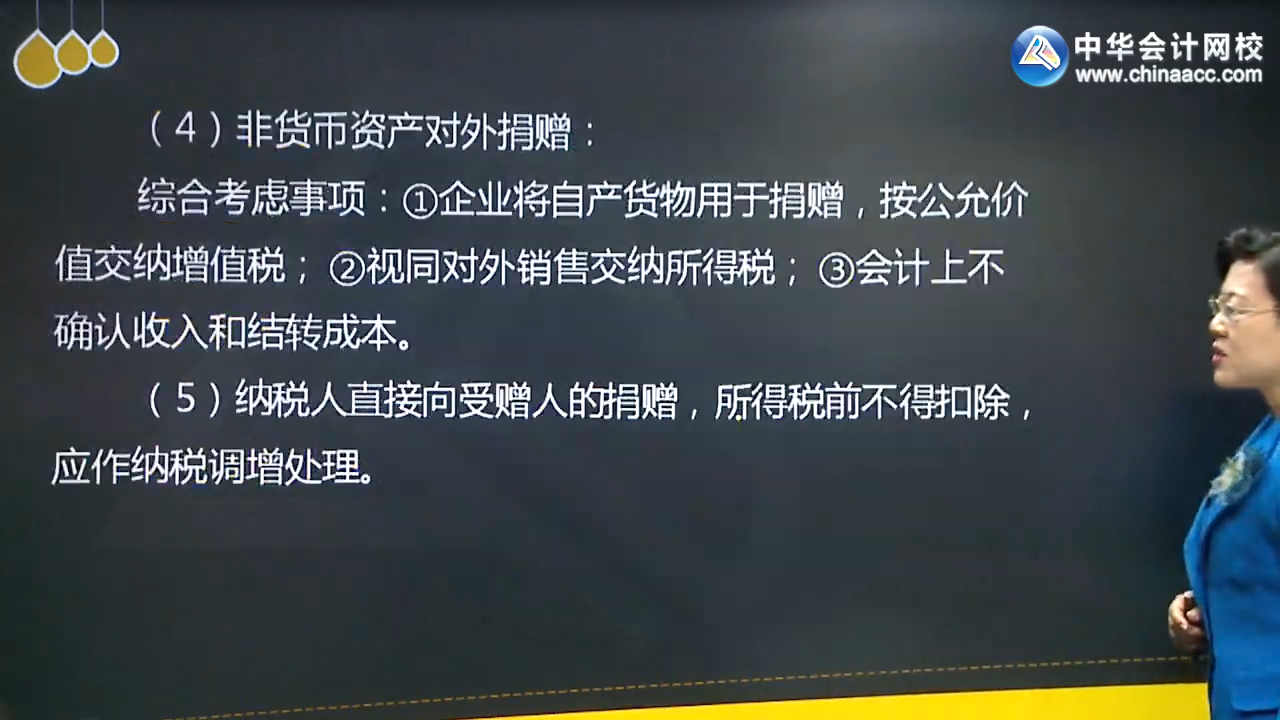 中华会计网校
www.chinaacc.com
（4）非货币资产对外捐赠：
综合考虑事项：①企业将自产货物用于捐赠，按公允价
值交纳增值税；②视同对外销售交纳所得税；③会计上不
确认收入和结转成本。
（5）纳税人直接向受赠人的捐赠，所得税前不得扣除，
应作纳税调增处理。